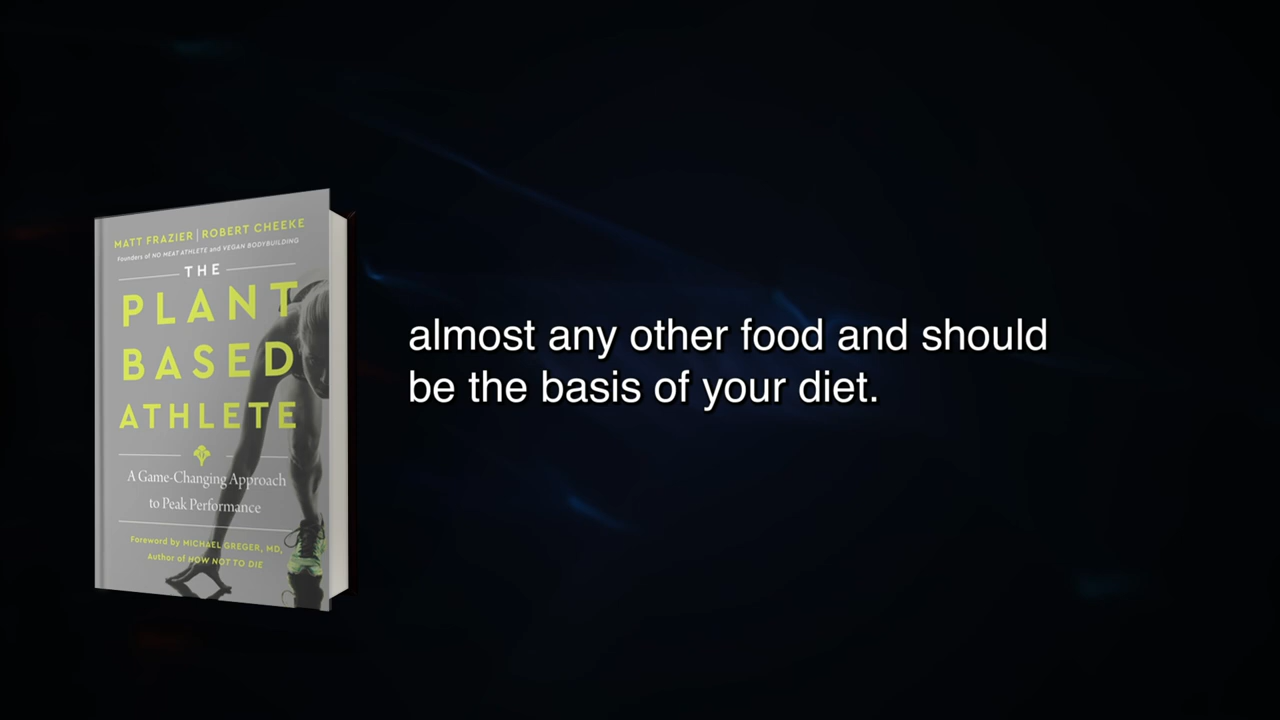 MATT FRAZIER | ROBERT CHEEKE
Founders of NO MEAT ATHLETE and VEGAN BODYBUILDING
THE
PLANT
BASED
ATHLETE
A Game-Changing Approach
to Peak Performance
Foreword by MICHAEL GREGER, MD,
Author of HOW NOT TO DIE
almost any other food and should
be the basis of your diet.